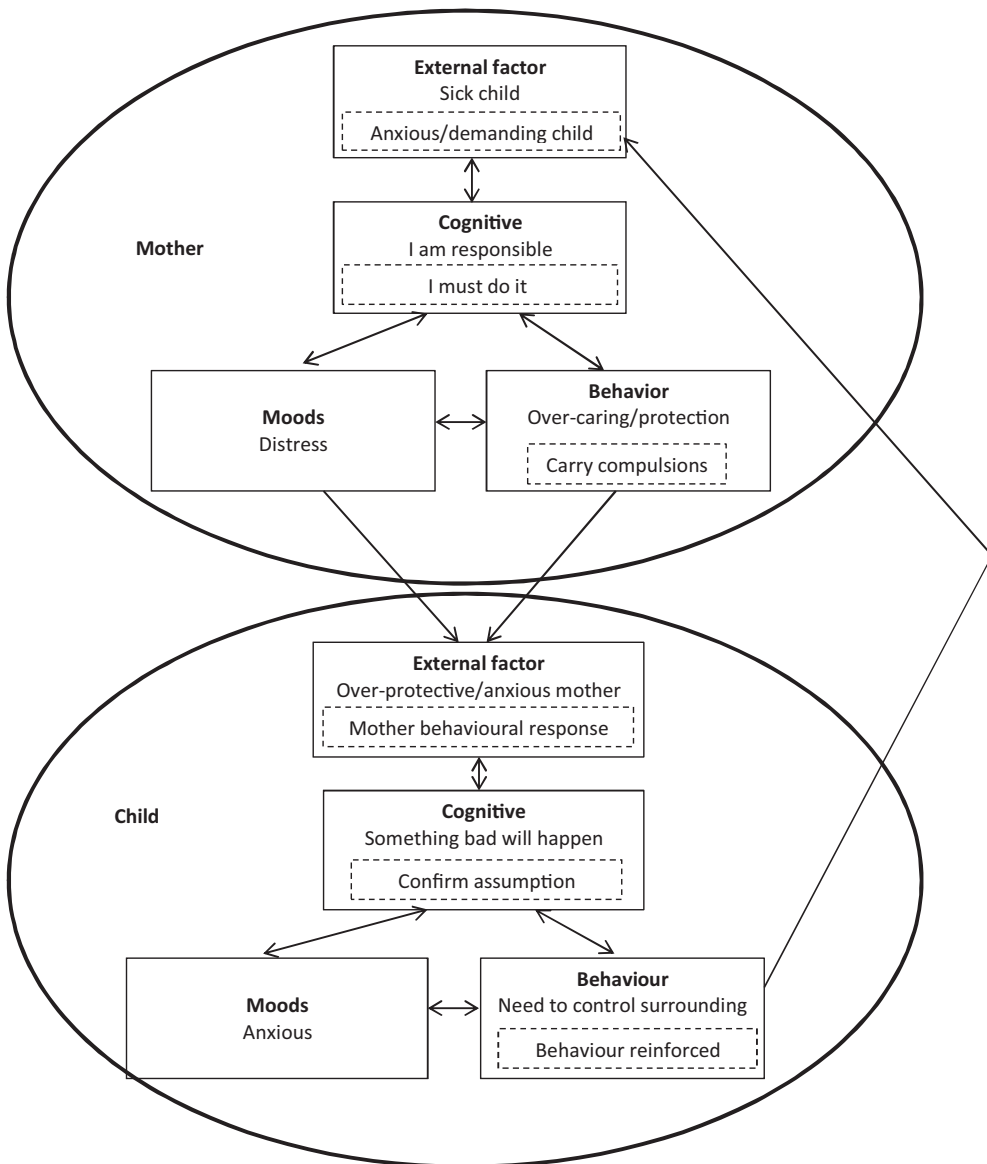 External factor
Sick child
Anxious/demanding child
Cognitive
I am responsible
I must do it
Mother
Moods
Distress
Behavior
Over-caring/protection
Carry compulsions
External factor
Over-protective/anxious mother
Mother behavioural response
Cognitive
Something bad will happen
Confirm assumption
Child
Moods
Anxious
Behaviour
Need to control surrounding
Behaviour reinforced